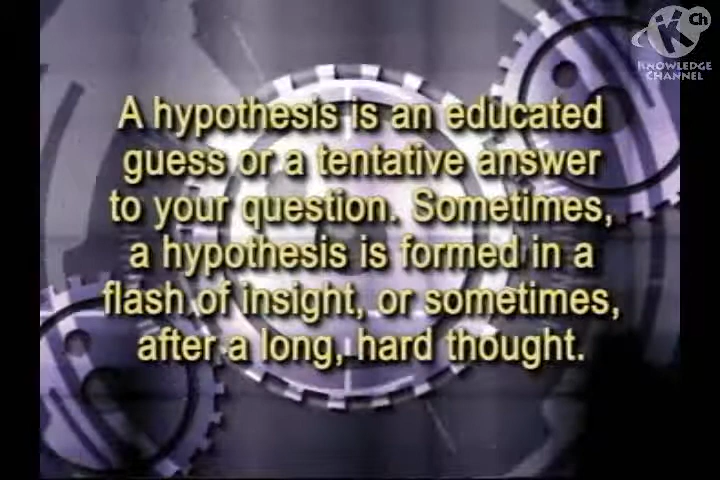 Ch
K
KNOWLEDGE
CHANNEL
A hypothesis is an educated
guess or a tentative answer
to your question. Sometimes,
a hypothesis is formed in a
flash of insight, or sometimes,
after a long, hard thought.